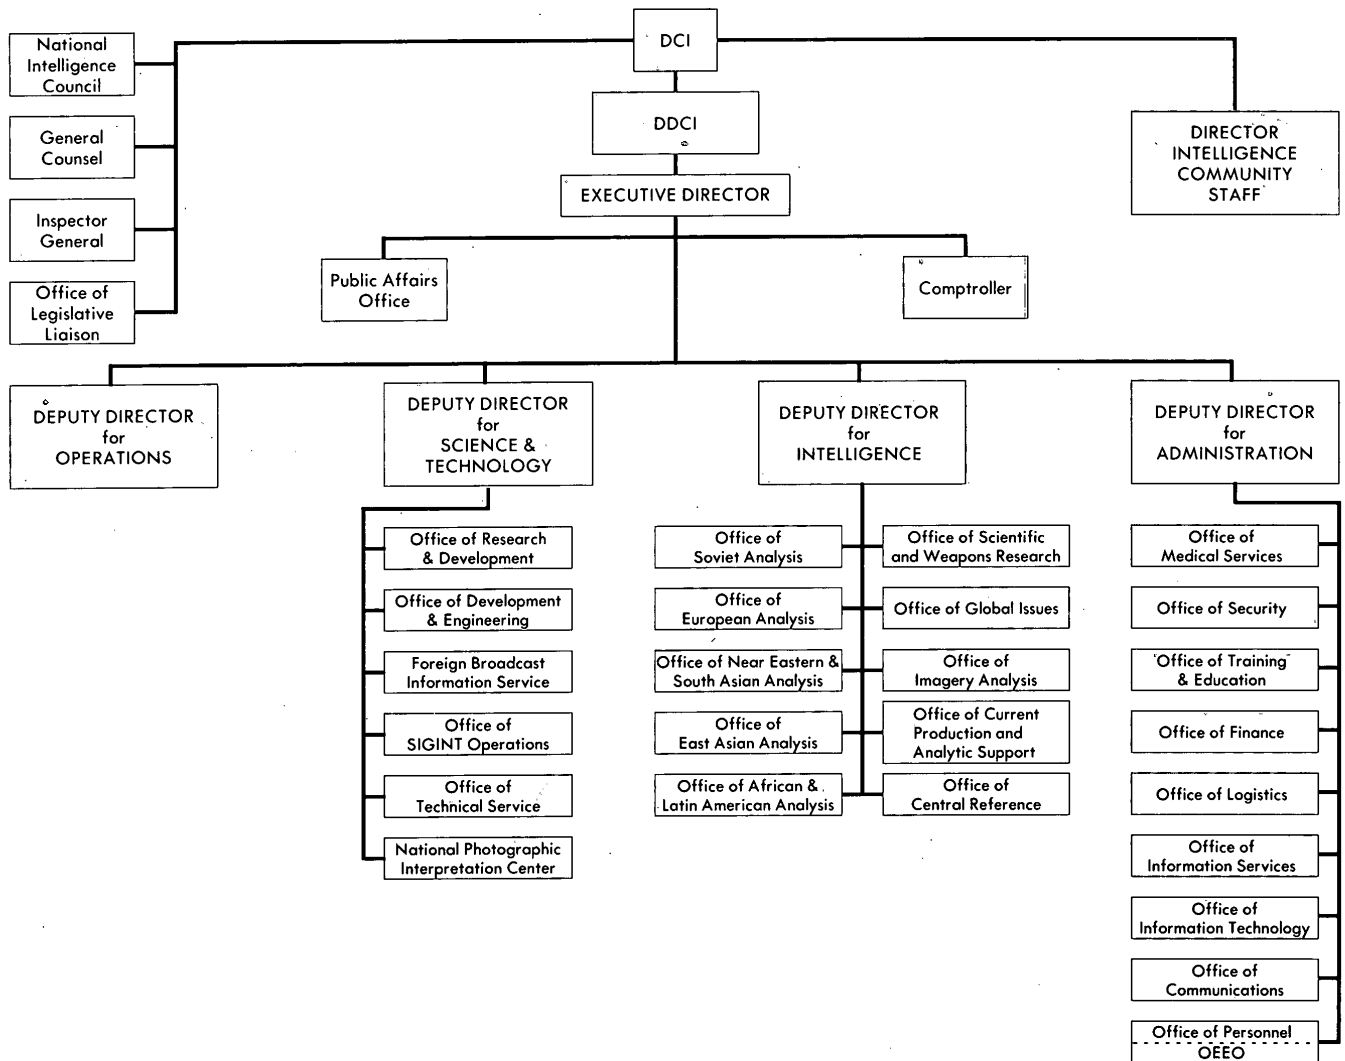 DCI
National
Intelligence
Council
General
Counsel
Inspector
General
Office of
Legislative
Liaison
DDCI
EXECUTIVE DIRECTOR
DIRECTOR
INTELLIGENCE
COMMUNITY
STAFF
Public Affairs
Office
Comptroller
DEPUTY DIRECTOR
for
OPERATIONS
DEPUTY DIRECTOR
for
SCIENCE &
TECHNOLOGY
Office of Research
& Development
Office of Development
& Engineering
Foreign Broadcast
Information Service
Office of
SIGINT Operations
Office of
Technical Service
National Photographic
Interpretation Center
DEPUTY DIRECTOR
for
INTELLIGENCE
Office of
Soviet Analysis
Office of
European Analysis
Office of Near Eastern &
South Asian Analysis
Office of
East Asian Analysis
Office of African &
Latin American Analysis
Office of Scientific
and Weapons Research
Office of Global Issues
Office of
Imagery Analysis
Office of Current
Production and
Analytic Support
Office of
Central Reference
DEPUTY DIRECTOR
for
ADMINISTRATION
Office of
Medical Services
Office of Security
Office of Training
& Education
Office of Finance
Office of Logistics
Office of
Information Services
Office of
Information Technology
Office of
Communications
Office of Personnel
OEEO